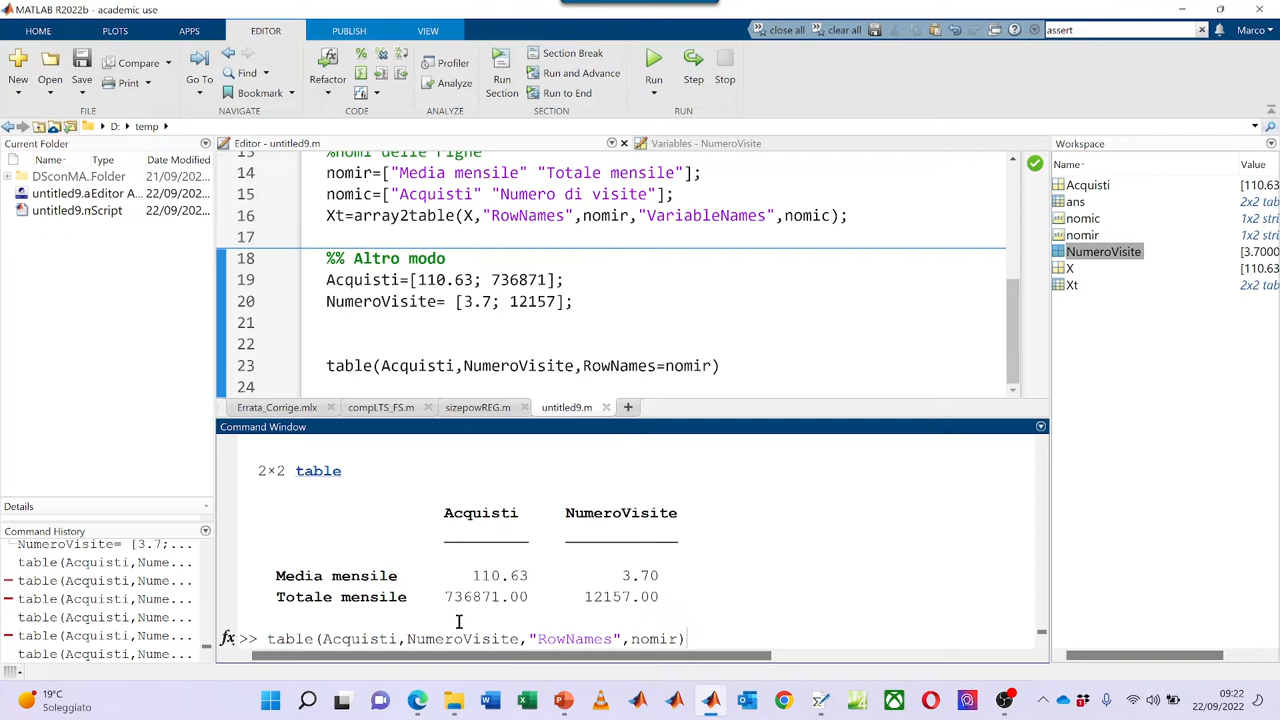 MATLAB R2022b - academic use
HOME PLOTS APPS EDITOR PUBLISH VIEW close all clear all assert Marco
New Open Save Compare Print Go To Find Bookmark Refactor Profiler Analyze Run Section Section Break Run and Advance Run to End Run Step Stop
FILE NAVIGATE CODE ANALYZE SECTION RUN
D: temp
Current Folder
Name Type Date Modified
DSconMA... Folder 21/09/202...
untitled9.a Editor A... 22/09/202...
untitled9.m Script 22/09/202...
Details
Command History
NumeroVisite= [3.7;...
table(Acquisti,Nume...
table(Acquisti,Nume...
table(Acquisti,Nume...
table(Acquisti,Nume...
table(Acquisti,Nume...
table(Acquisti,Nume...
Editor - untitled9.m Variables - NumeroVisite
13 %nomi delle righe
14 nomir=["Media mensile" "Totale mensile"];
15 nomic=["Acquisti" "Numero di visite"];
16 Xt=array2table(X,"RowNames",nomir,"VariableNames",nomic);
17
18 %% Altro modo
19 Acquisti=[110.63; 736871];
20 NumeroVisite= [3.7; 12157];
21
22
23 table(Acquisti,NumeroVisite,RowNames=nomir)
24
Errata_Corrige.mlx compLTS_FS.m sizepowREG.m untitled9.m
Command Window
2×2 table
Acquisti NumeroVisite
Media mensile 110.63 3.70
Totale mensile 736871.00 12157.00
fx >> table(Acquisti,NumeroVisite,"RowNames",nomir)
Workspace
Name Value
Acquisti [110.63
ans 2x2 tab
nomic 1x2 stri
nomir 1x2 stri
NumeroVisite [3.7000
X [110.63
Xt 2x2 tab
19°C
Soleggiato
09:22
22/09/2022